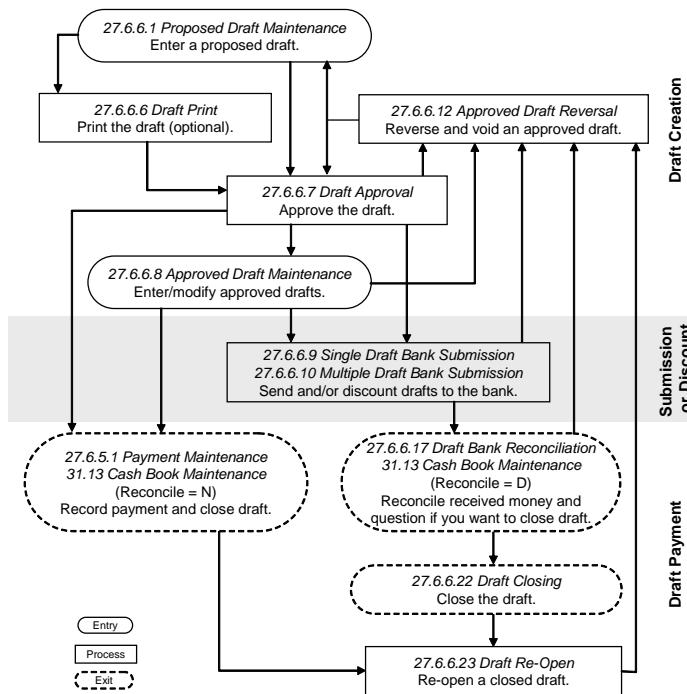 27.6.6.1 Proposed Draft Maintenance
Enter a proposed draft.
27.6.6.6 Draft Print
Print the draft (optional).
27.6.6.12 Approved Draft Reversal
Reverse and void an approved draft.
Draft Creation
27.6.6.7 Draft Approval
Approve the draft.
27.6.6.8 Approved Draft Maintenance
Enter/modify approved drafts.
27.6.6.9 Single Draft Bank Submission
27.6.6.10 Multiple Draft Bank Submission
Send and/or discount drafts to the bank.
Submission
or Discount
27.6.5.1 Payment Maintenance
31.13 Cash Book Maintenance
(Reconcile = N)
Record payment and close draft.
27.6.6.17 Draft Bank Reconciliation
31.13 Cash Book Maintenance
(Reconcile = D)
Reconcile received money and
question if you want to close draft.
Draft Payment
27.6.6.22 Draft Closing
Close the draft.
27.6.6.23 Draft Re-Open
Re-open a closed draft.
Entry
Process
Exit